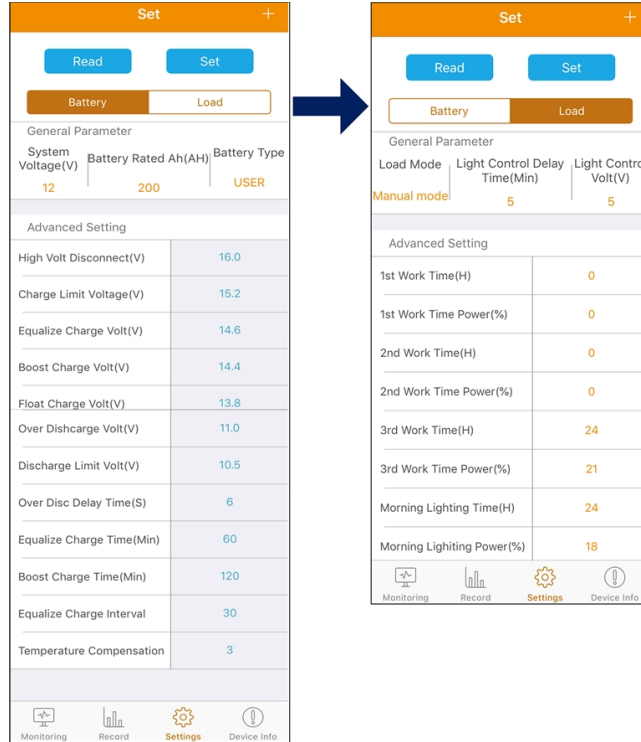 Set +
Read Set
Battery Load
General Parameter
System Voltage(V) Battery Rated Ah(AH) Battery Type
12 200 USER
Advanced Setting
High Volt Disconnect(V) 16.0
Charge Limit Voltage(V) 15.2
Equalize Charge Volt(V) 14.6
Boost Charge Volt(V) 14.4
Float Charge Volt(V) 13.8
Over Dishcarge Volt(V) 11.0
Discharge Limit Volt(V) 10.5
Over Disc Delay Time(S) 6
Equalize Charge Time(Min) 60
Boost Charge Time(Min) 120
Equalize Charge Interval 30
Temperature Compensation 3
Monitoring Record Settings Device Info
Set +
Read Set
Battery Load
General Parameter
Load Mode Light Control Delay Time(Min) Light Contro Volt(V)
Manual mode 5 5
Advanced Setting
1st Work Time(H) 0
1st Work Time Power(%) 0
2nd Work Time(H) 0
2nd Work Time Power(%) 0
3rd Work Time(H) 24
3rd Work Time Power(%) 21
Morning Lighting Time(H) 24
Morning Lighiting Power(%) 18
Monitoring Record Settings Device Info